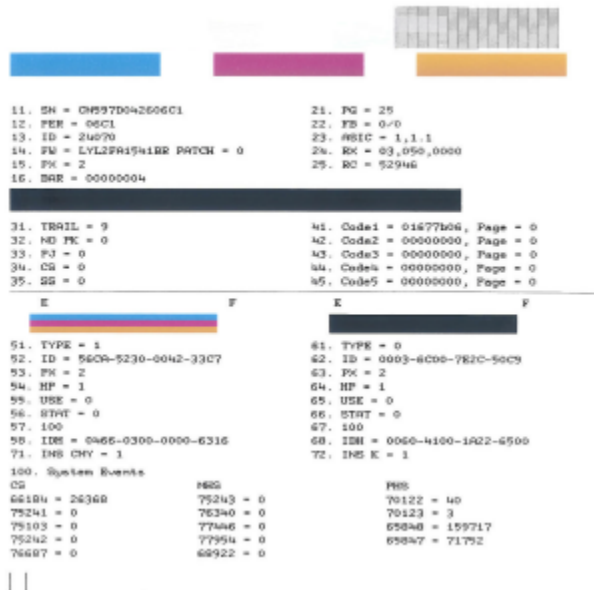 11. SN = CN597D042606C1
21. PG = 25
12. PER = 06C1
22. FB = 0/0
13. ID = 24070
23. ASIC = 1,1.1
14. FW = LYL2FA1541BR PATCH = 0
24. RX = 03,050,0000
15. PX = 2
25. RC = 52946
16. BAR = 00000004
31. TRAIL = 9
41. Code1 = 01677b06, Page = 0
32. NO PK = 0
42. Code2 = 00000000, Page = 0
33. PJ = 0
43. Code3 = 00000000, Page = 0
34. CS = 0
44. Code4 = 00000000, Page = 0
35. SS = 0
45. Code5 = 00000000, Page = 0
E F E F
51. TYPE = 1
61. TYPE = 0
52. ID = 56CA-5230-0042-33C7
62. ID = 0003-6C00-7E2C-50C9
53. PX = 2
63. PX = 2
54. HP = 1
64. HP = 1
55. USE = 0
65. USE = 0
56. STAT = 0
66. STAT = 0
57. 100
67. 100
58. IDH = 0466-0300-0000-6316
68. IDH = 0060-4100-1A22-6500
71. INS CMY = 1
72. INS K = 1
100. System Events
CS PHS
66184 = 26368 75243 = 0 70122 = 40
75241 = 0 76340 = 0 70123 = 3
75103 = 0 77446 = 0 65848 = 159717
75242 = 0 77954 = 0 65847 = 71752
76687 = 0 68922 = 0